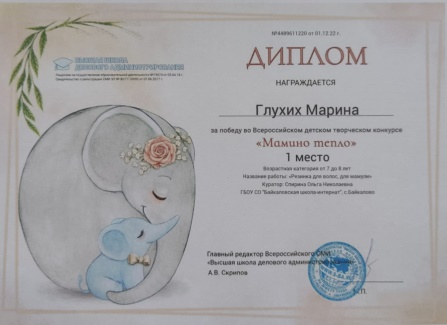 №4489611220 от 01.12.22 г.
ВЫСШАЯ ШКОЛА
ДЕЛОВОГО АДМИНИСТРИРОВАНИЯ
ДИПЛОМ
НАГРАЖДАЕТСЯ
Глухих Марина
за победу во Всероссийском детском творческом конкурсе
«Мамино тепло»
1 место
Возрастная категория от 7 до 8 лет
Название работы: «Резинка для волос, для мамули»
Куратор: Спирина Ольга Николаевна
ГБОУ СО "Байкаловская школа-интернат", с.Байкалово
Главный редактор Всероссийского СМИ
«Высшая школа делового администрирования»
А.В. Скрипов
М.П.